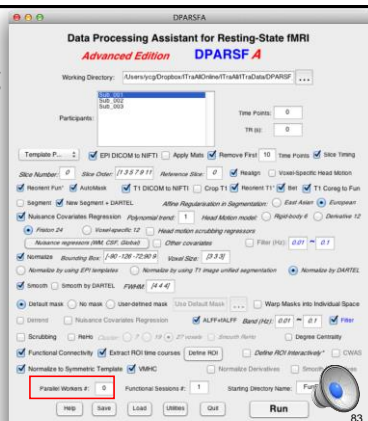 DPARSFA
Data Processing Assistant for Resting-State fMRI
Advanced Edition DPARSF A
Working Directory: /Users/ycg/Dropbox/ITraAllOnline/ITraAll/ITraData/DPARSF ...
Participants:
Sub_001
Sub_002
Sub_003
Time Points: 0
TR (s): 0
Template P... EPI DICOM to NIFTI Apply Mats Remove First 10 Time Points Slice Timing
Slice Number: 0 Slice Order: [1 3 5 7 9 11 Reference Slice: 0 Realign Voxel-Specific Head Motion
Reorient Fun* AutoMask T1 DICOM to NIFTI Crop T1 Reorient T1* Bet T1 Coreg to Fun
Segment New Segment + DARTEL Affine Regularisation in Segmentation: East Asian European
Nuisance Covariates Regression Polynomial trend: 1 Head Motion model: Rigid-body 6 Derivative 12
Friston 24 Voxel-specific 12 Head motion scrubbing regressors
Nuisance regressors (WM, CSF, Global) Other covariates Filter (Hz): 0.01 ~ 0.1
Normalize Bounding Box: [-90 -126 -72;90 9 Voxel Size: [3 3 3]
Normalize by using EPI templates Normalize by using T1 image unified segmentation Normalize by DARTEL
Smooth Smooth by DARTEL FWHM: [4 4 4]
Default mask No mask User-defined mask Use Default Mask ... Warp Masks into Individual Space
Detrend Nuisance Covariates Regression ALFF+fALFF Band (Hz): 0.01 ~ 0.1 Filter
Scrubbing ReHo Cluster: 7 19 27 voxels Smooth ReHo Degree Centrality
Functional Connectivity Extract ROI time courses Define ROI Define ROI Interactively* CWAS
Normalize to Symmetric Template VMHC Normalize Derivatives Smooth
Parallel Workers #: 0 Functional Sessions #: 1 Starting Directory Name:
Help Save Load Utilities Quit Run
83